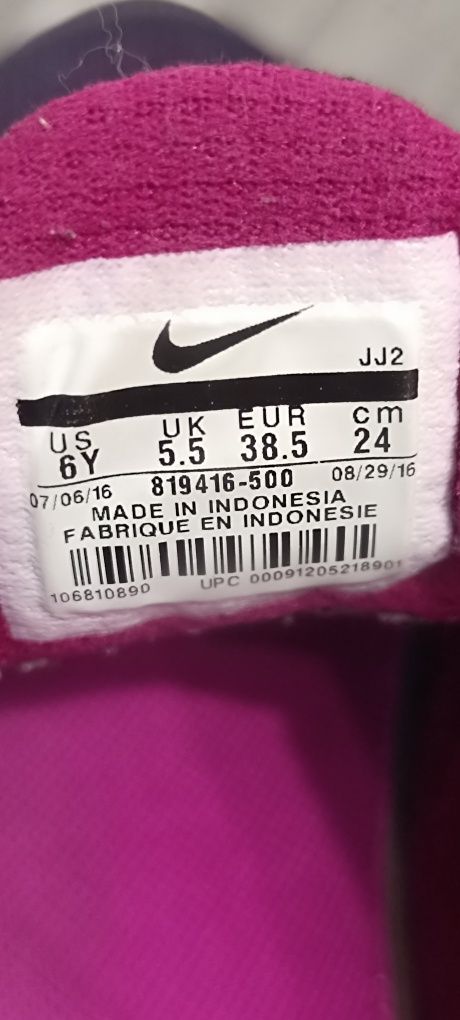 JJ2
US UK EUR cm
6Y 5.5 38.5 24
07/06/16 819416-500 08/29/16
MADE IN INDONESIA
FABRIQUE EN INDONESIE
106810890 UPC 00091205218901